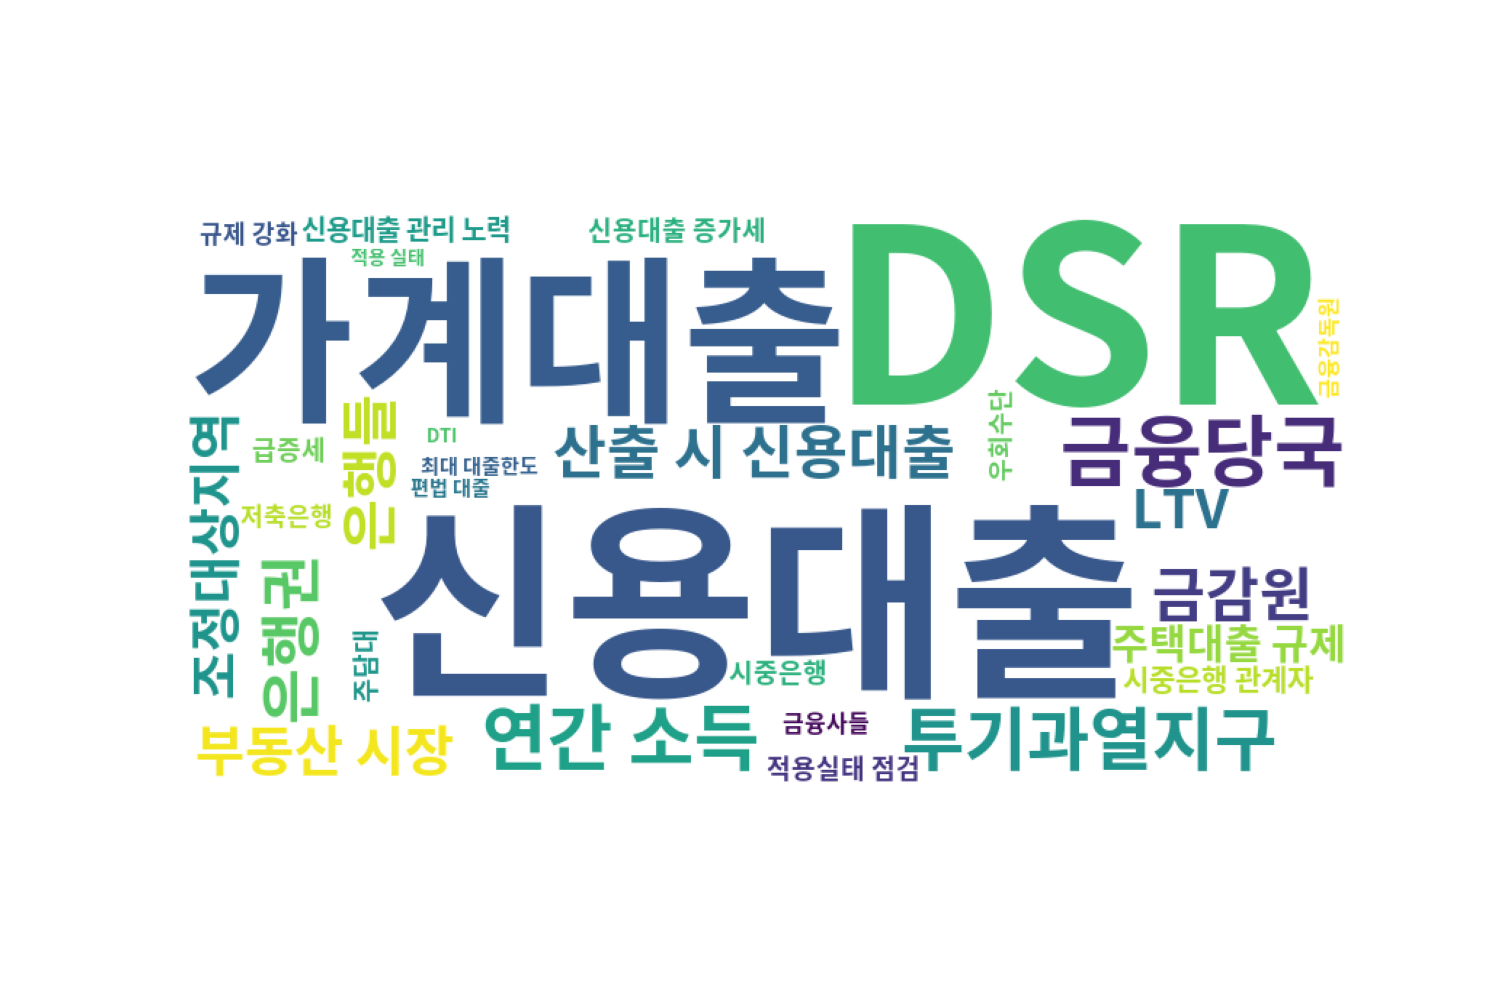 규제 강화
신용대출 관리 노력
신용대출 증가세
적용 실태
가계대출
DSR
금융감독원
조정대상지역
급증세
은행들
DTI
최대 대출한도
편법 대출
산출 시 신용대출
우회수단
금융당국
LTV
저축은행
은행권
주담대
신용대출
금감원
주택대출 규제
시중은행
시중은행 관계자
부동산 시장
연간 소득
금융사들
적용실태 점검
투기과열지구